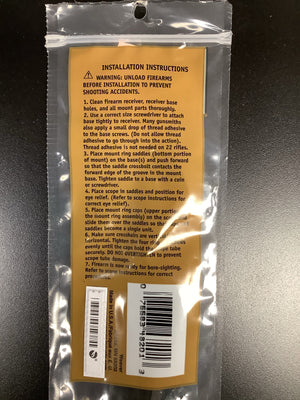 INSTALLATION INSTRUCTIONS
WARNING: UNLOAD FIREARMS
BEFORE INSTALLATION TO PREVENT
SHOOTING ACCIDENTS.
1. Clean firearm receiver, receiver base
holes, and all mount parts thoroughly.
2. Use a correct size screwdriver to attach
base tightly to receiver. Many gunsmiths
also apply a small drop of thread adhesive
to the base screws. (Do not allow thread
adhesive to go through into the action).
Thread adhesive is not needed on 22 rifles.
3. Place mount ring saddles (bottom portion
of mount) on the base(s) and push forward
so that the saddle crossbolt contacts the
forward edge of the groove in the mount
base. Tighten saddle to a base with a coin
or screwdriver.
4. Place scope in saddles and position for
eye relief. (Refer to scope instructions for
correct eye relief).
5. Place mount ring caps (upper portion
the mount ring assembly) on the scope
slide them over the saddles so that
saddles become a single unit.
6. Make sure crosshairs are vertical
horizontal. Tighten the four ring
evenly until the caps hold the scope tube
securely. DO NOT OVERTIGHTEN to prevent
scope tube damage.
7. Firearm is now ready for bore-sighting.
Refer to scope instructions for correct
Weaver
Made in U.S.A.
0 76683 48201 3